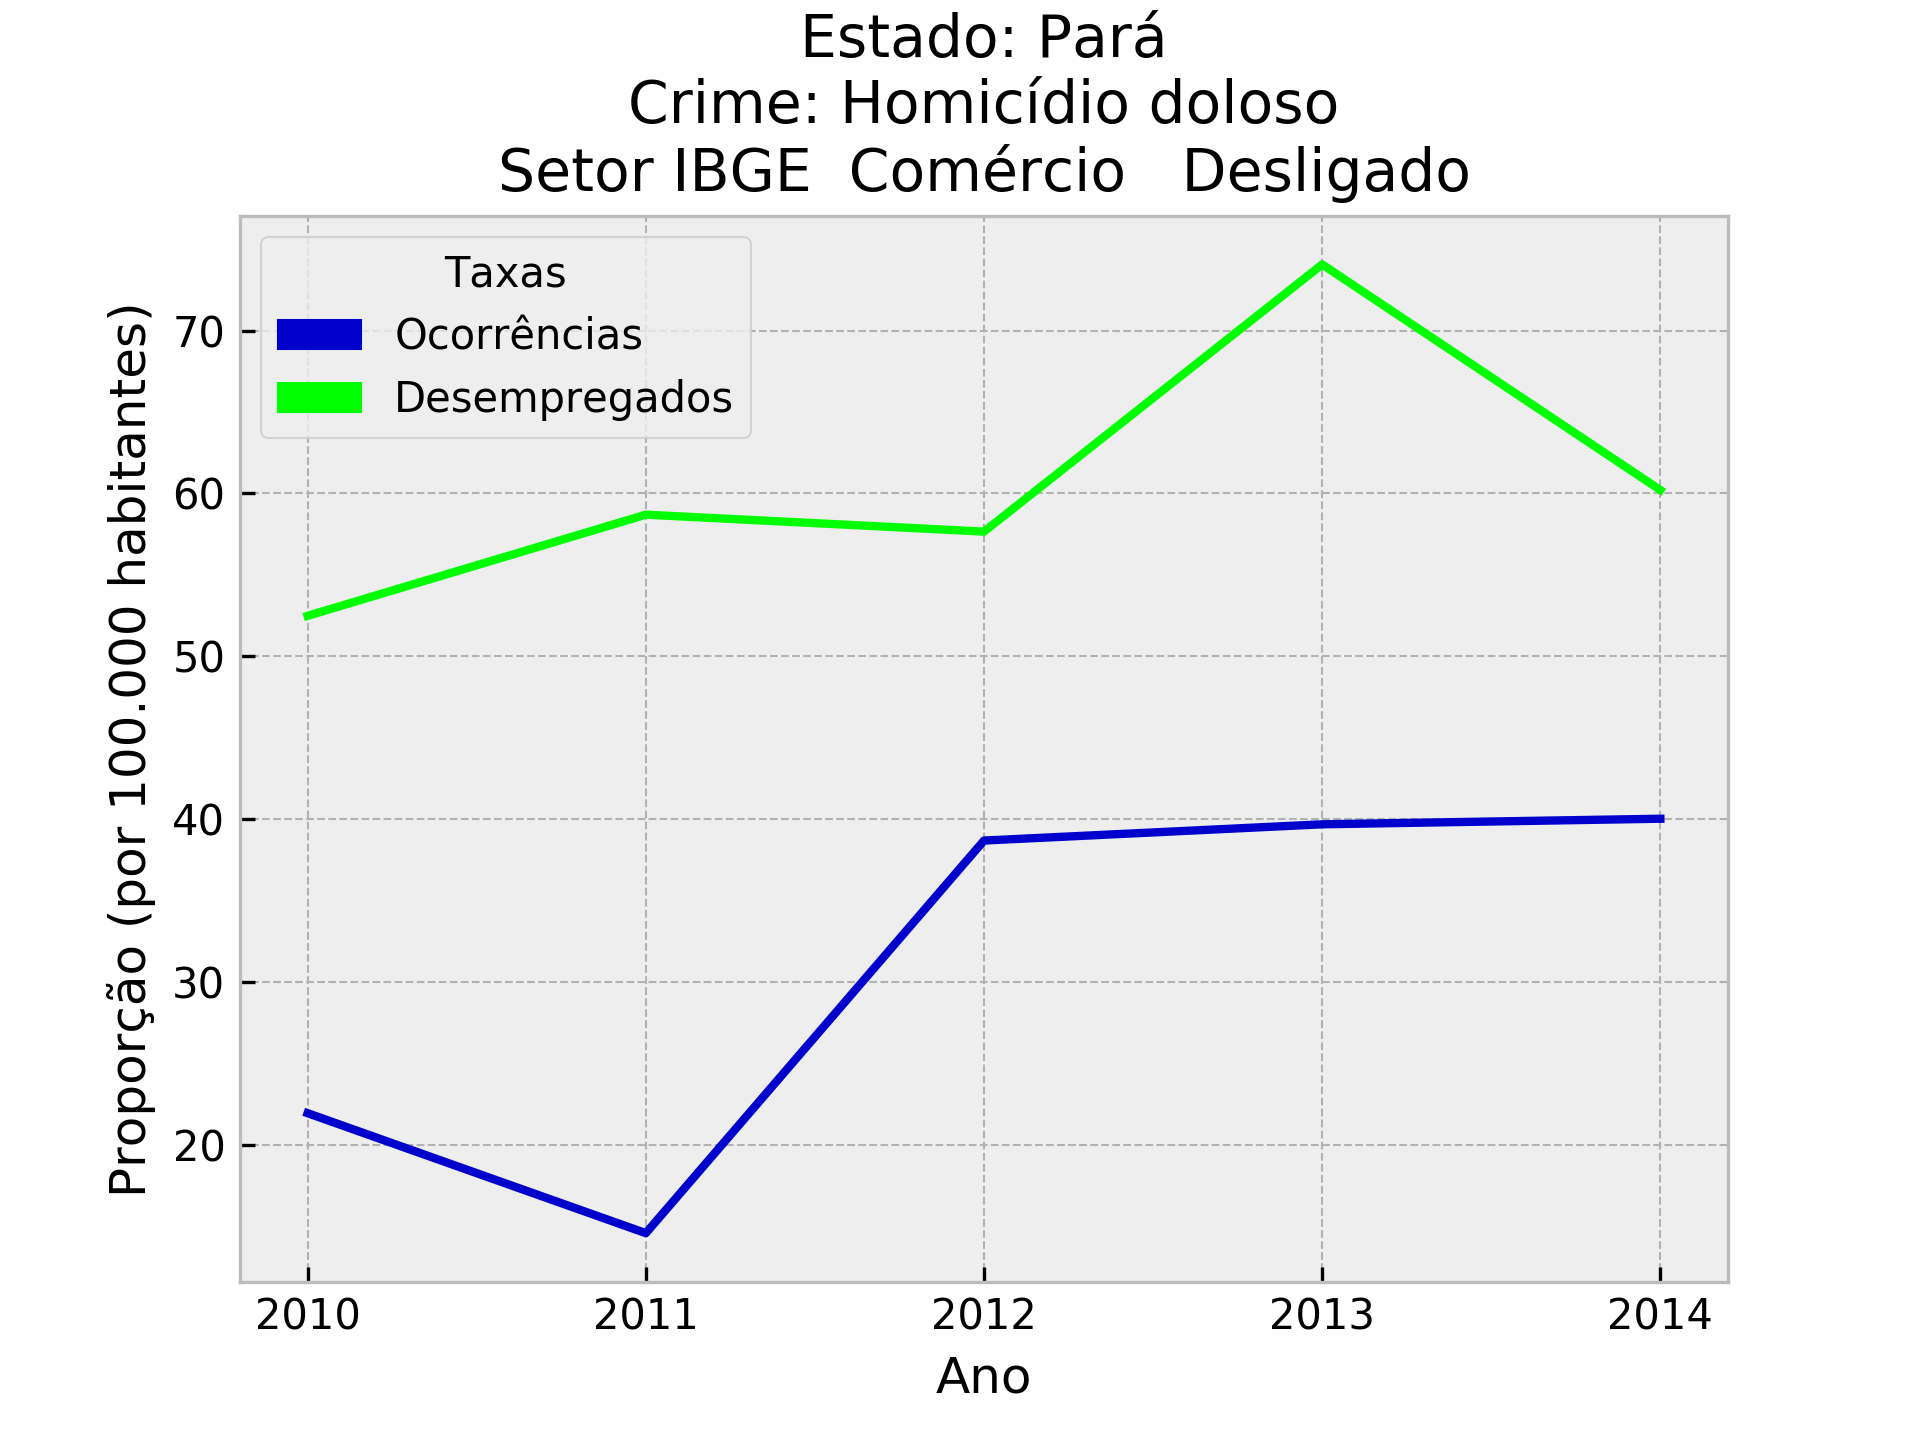 Estado: Pará
Crime: Homicídio doloso
Setor IBGE  Comércio   Desligado
Taxas
Ocorrências
Desempregados
Proporção (por 100.000 habitantes)
70
60
50
40
30
20
2010
2011
2012
2013
2014
Ano